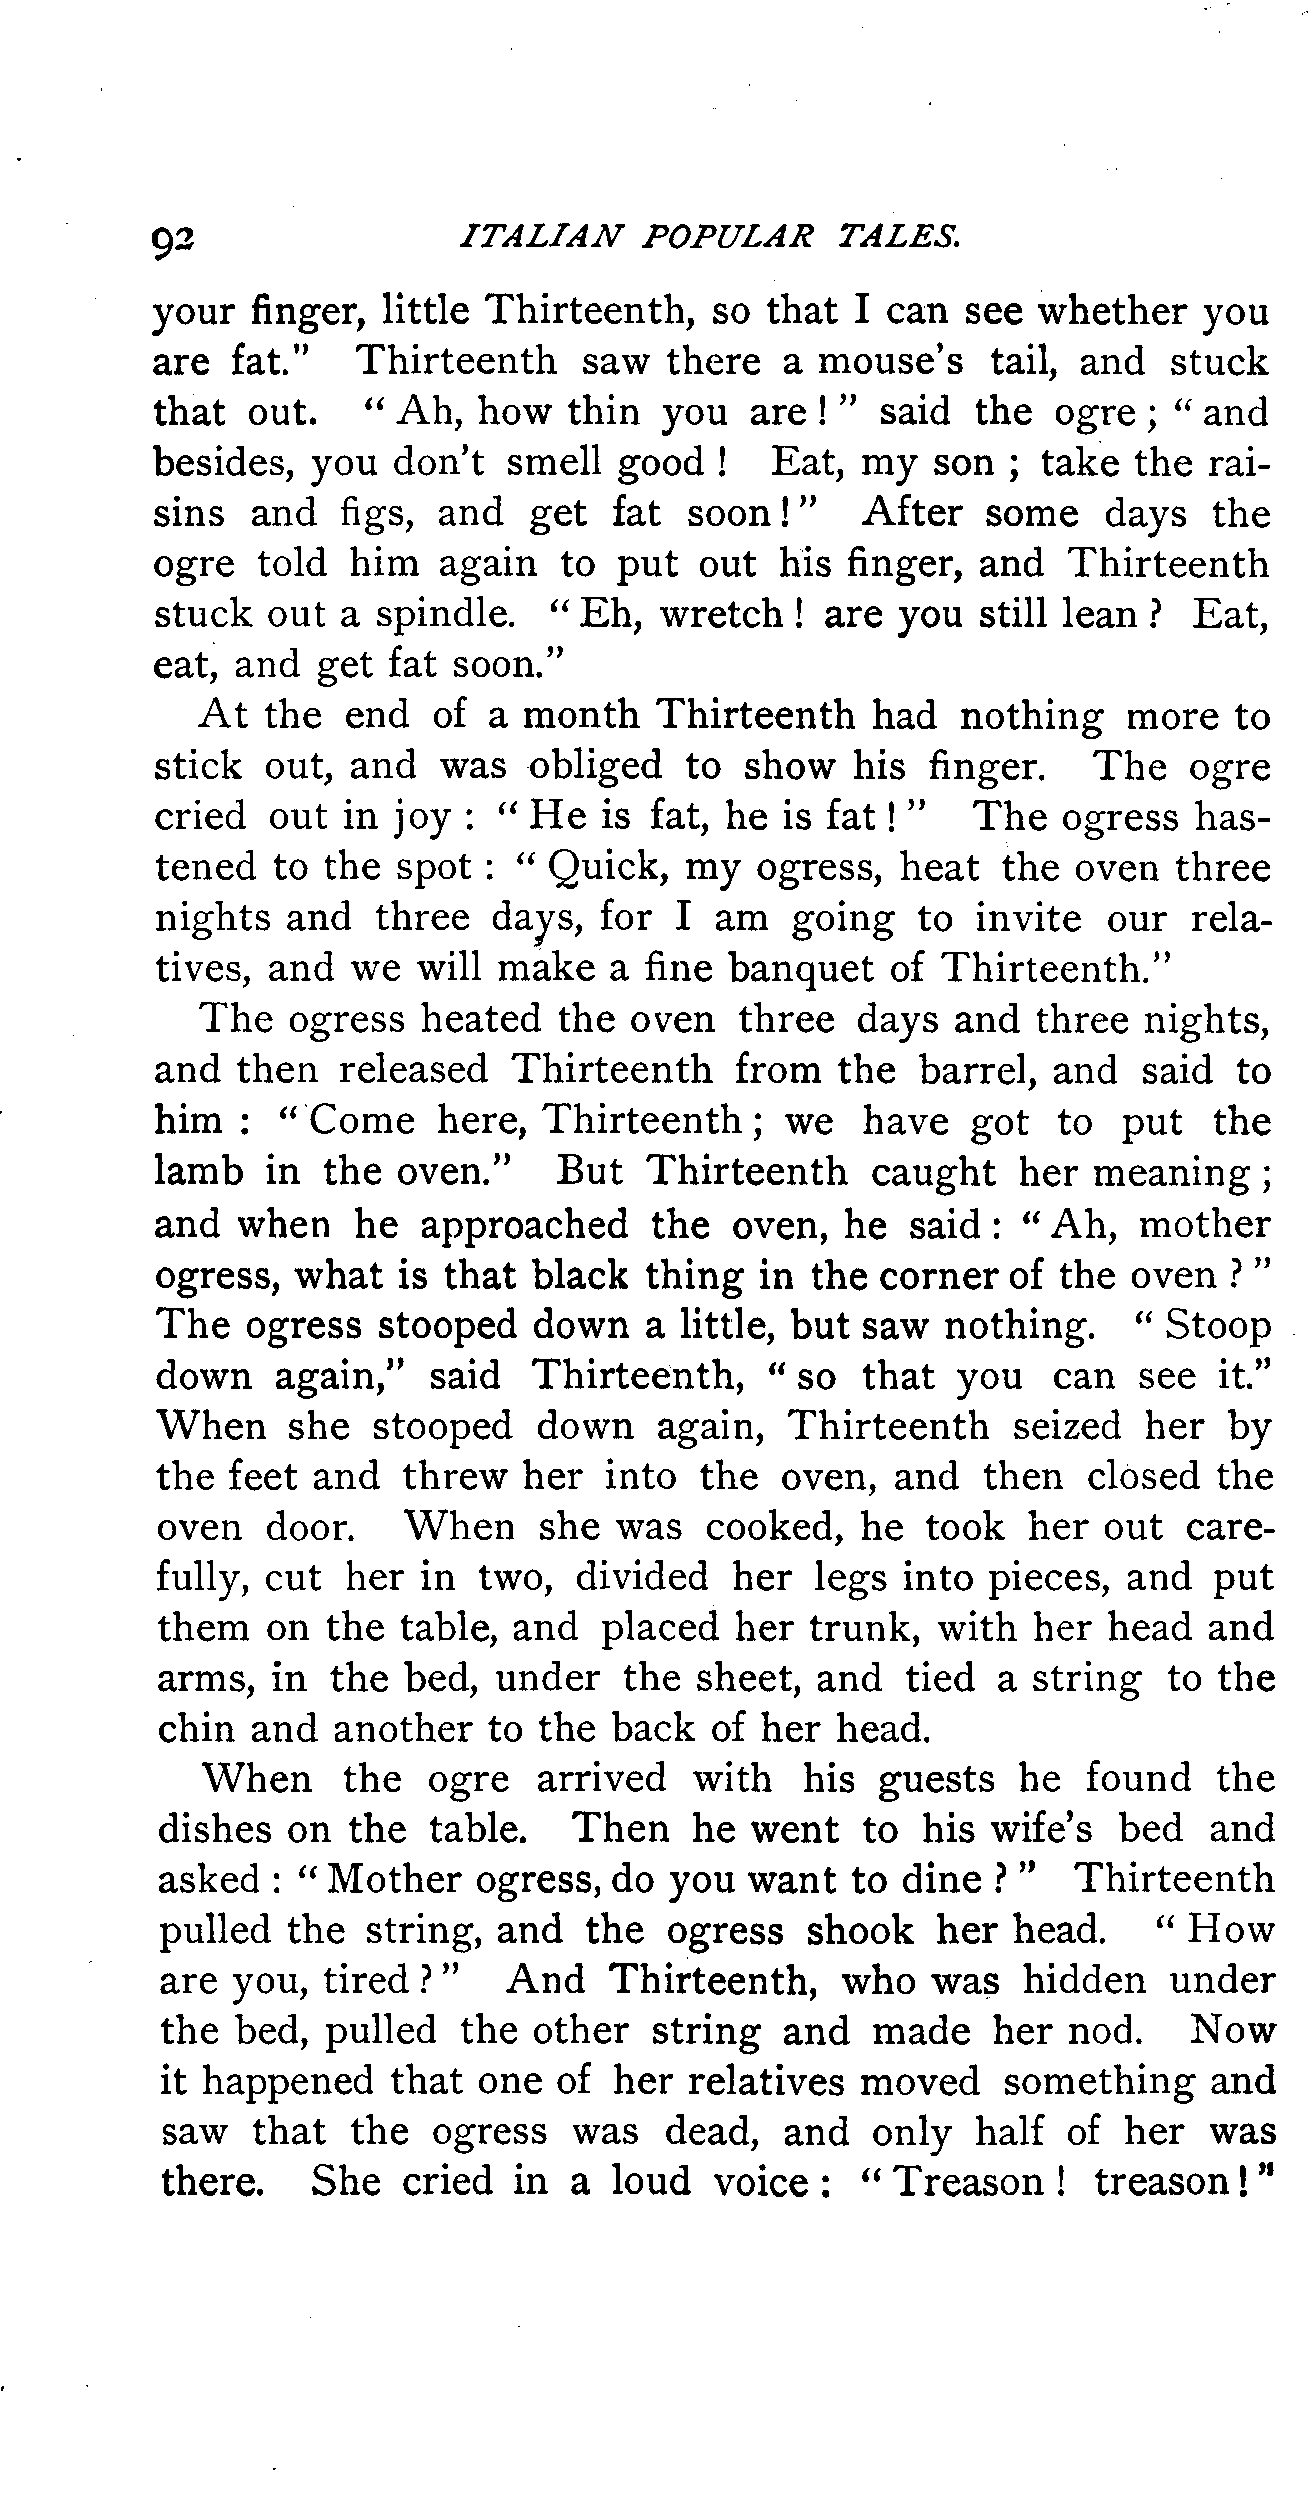 92 ITALIAN POPULAR TALES.
your finger, little Thirteenth, so that I can see whether you
are fat." Thirteenth saw there a mouse's tail, and stuck
that out. "Ah, how thin you are!" said the ogre; "and
besides, you don't smell good! Eat, my son; take the rai-
sins and figs, and get fat soon!" After some days the
ogre told him again to put out his finger, and Thirteenth
stuck out a spindle. "Eh, wretch! are you still lean? Eat,
eat, and get fat soon."
At the end of a month Thirteenth had nothing more to
stick out, and was obliged to show his finger. The ogre
cried out in joy: "He is fat, he is fat!" The ogress has-
tened to the spot: "Quick, my ogress, heat the oven three
nights and three days, for I am going to invite our rela-
tives, and we will make a fine banquet of Thirteenth."
The ogress heated the oven three days and three nights,
and then released Thirteenth from the barrel, and said to
him: "Come here, Thirteenth; we have got to put the
lamb in the oven." But Thirteenth caught her meaning;
and when he approached the oven, he said: "Ah, mother
ogress, what is that black thing in the corner of the oven?"
The ogress stooped down a little, but saw nothing. "Stoop
down again," said Thirteenth, "so that you can see it."
When she stooped down again, Thirteenth seized her by
the feet and threw her into the oven, and then closed the
oven door. When she was cooked, he took her out care-
fully, cut her in two, divided her legs into pieces, and put
them on the table, and placed her trunk, with her head and
arms, in the bed, under the sheet, and tied a string to the
chin and another to the back of her head.
When the ogre arrived with his guests he found the
dishes on the table. Then he went to his wife's bed and
asked: "Mother ogress, do you want to dine?" Thirteenth
pulled the string, and the ogress shook her head. "How
are you, tired?" And Thirteenth, who was hidden under
the bed, pulled the other string and made her nod. Now
it happened that one of her relatives moved something and
saw that the ogress was dead, and only half of her was
there. She cried in a loud voice: "Treason! treason!"